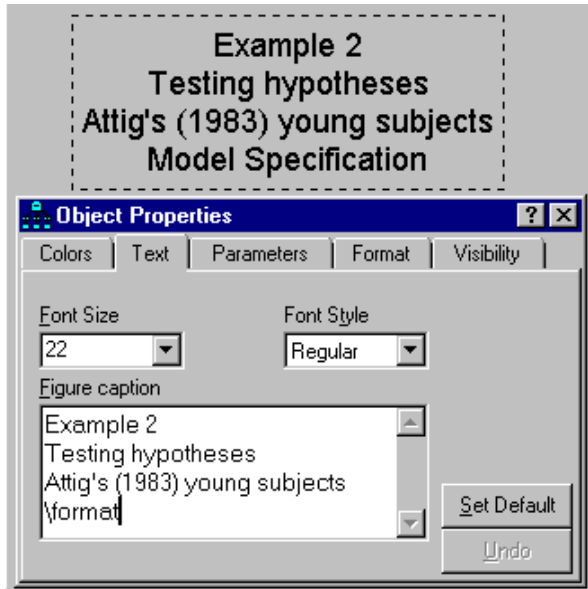 Example 2
Testing hypotheses
Attig's (1983) young subjects
Model Specification
Object Properties
? X
Colors Text Parameters Format Visibility
Font Size Font Style
22 Regular
Figure caption
Example 2
Testing hypotheses
Attig's (1983) young subjects
\format
Set Default
Undo